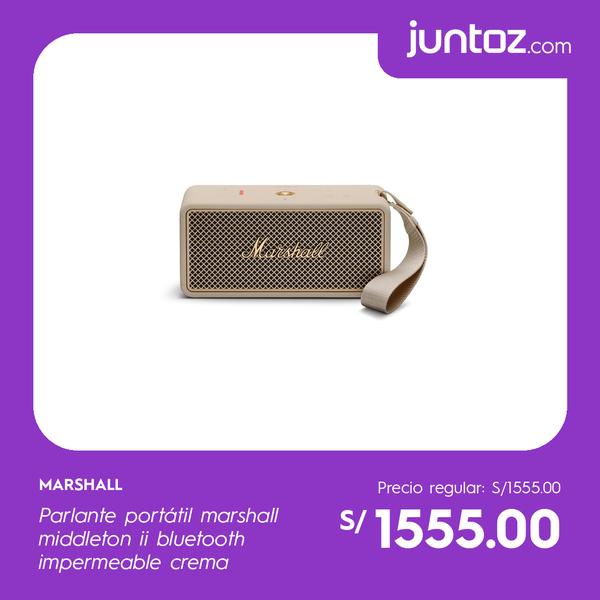 juntoz.com
Marshall
MARSHALL
Parlante portátil marshall
middleton ii bluetooth
impermeable crema
Precio regular: S/1555.00
S/ 1555.00